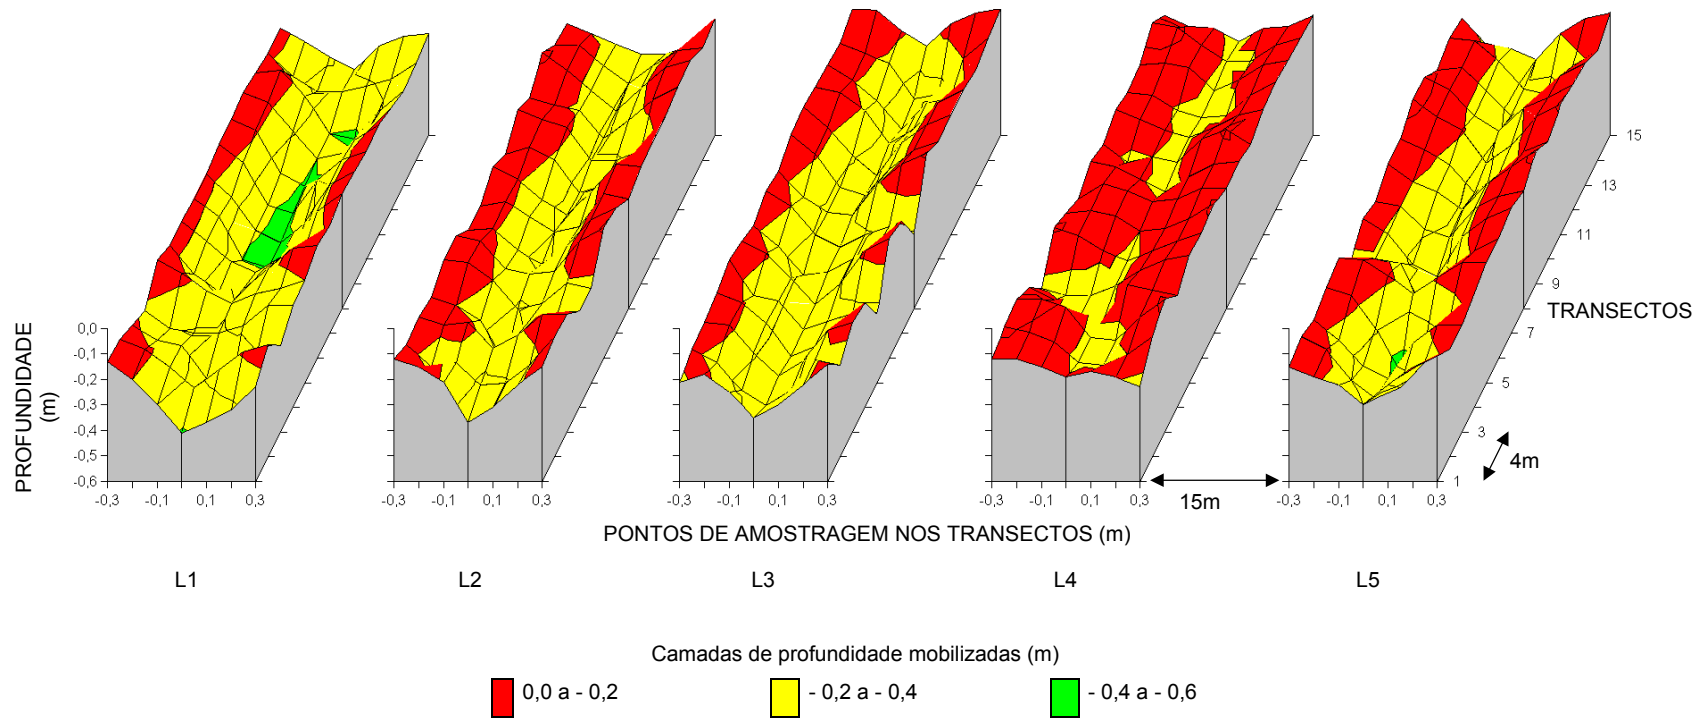 PROFUNDIDADE
(m)
0,0
-0,1
-0,2
-0,3
-0,4
-0,5
-0,6
-0,3 -0,1 0,1 0,3
-0,3 -0,1 0,1 0,3
-0,3 -0,1 0,1 0,3
-0,3 -0,1 0,1 0,3
-0,3 -0,1 0,1 0,3
15
13
11
9
7
5
3
1
TRANSECTOS
4m
15m
PONTOS DE AMOSTRAGEM NOS TRANSECTOS (m)
L1 L2 L3 L4 L5
Camadas de profundidade mobilizadas (m)
0,0 a - 0,2 - 0,2 a - 0,4 - 0,4 a - 0,6